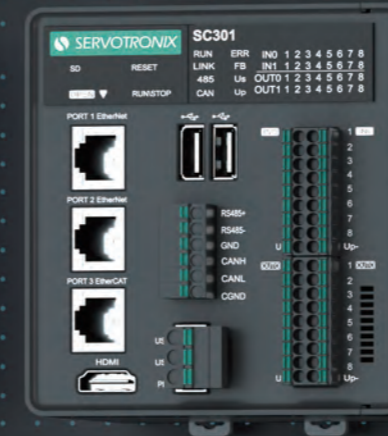 SERVOTRONIX
SC301
RUN ERR IN0 1 2 3 4 5 6 7 8
LINK FB IN1 1 2 3 4 5 6 7 8
485 Us OUT0 1 2 3 4 5 6 7 8
CAN Up OUT1 1 2 3 4 5 6 7 8
SD RESET
RUN\STOP
PORT 1 EtherNet
PORT 2 EtherNet
PORT 3 EtherCAT
HDMI
RS485+
RS485-
GND
CANH
CANL
CGND
1
2
3
4
5
6
7
8
U Up-
1
2
3
4
5
6
7
8
U Up-